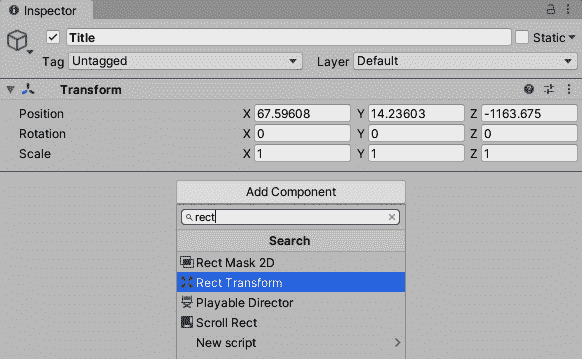 Inspector
Title
Static
Tag Untagged Layer Default
Transform
Position X 67.59608 Y 14.23603 Z -1163.675
Rotation X 0 Y 0 Z 0
Scale X 1 Y 1 Z 1
Add Component
rect
Search
Rect Mask 2D
Rect Transform
Playable Director
Scroll Rect
New script